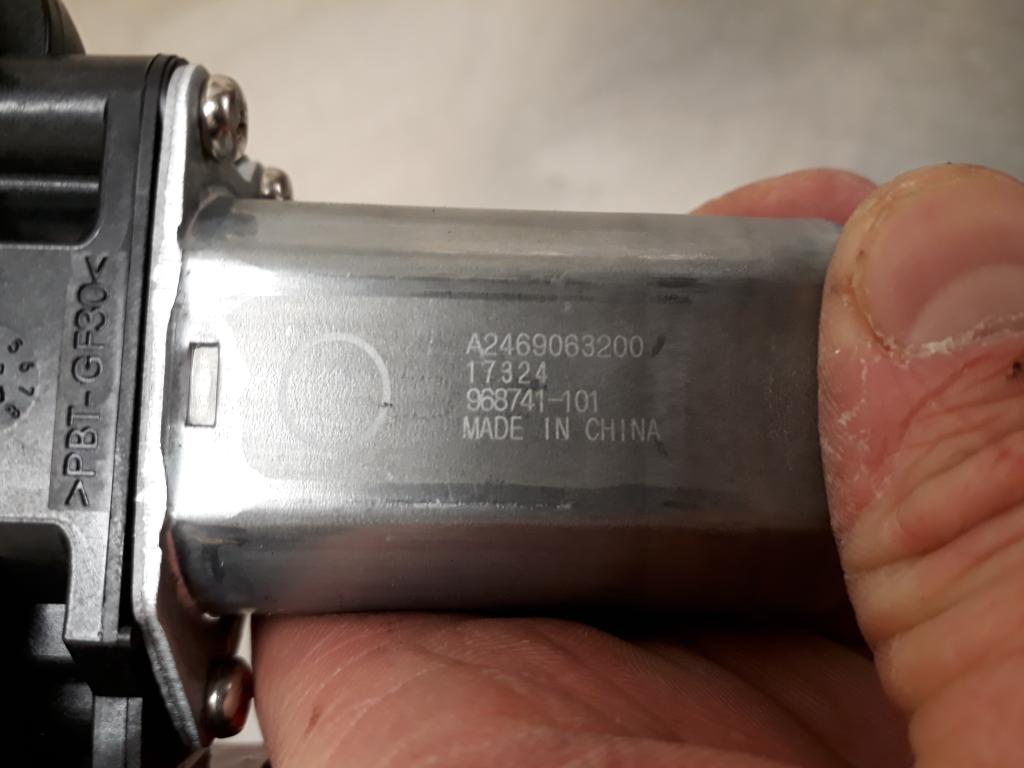 A2469063200
17324
968741-101
MADE IN CHINA
>PBT-GF30<